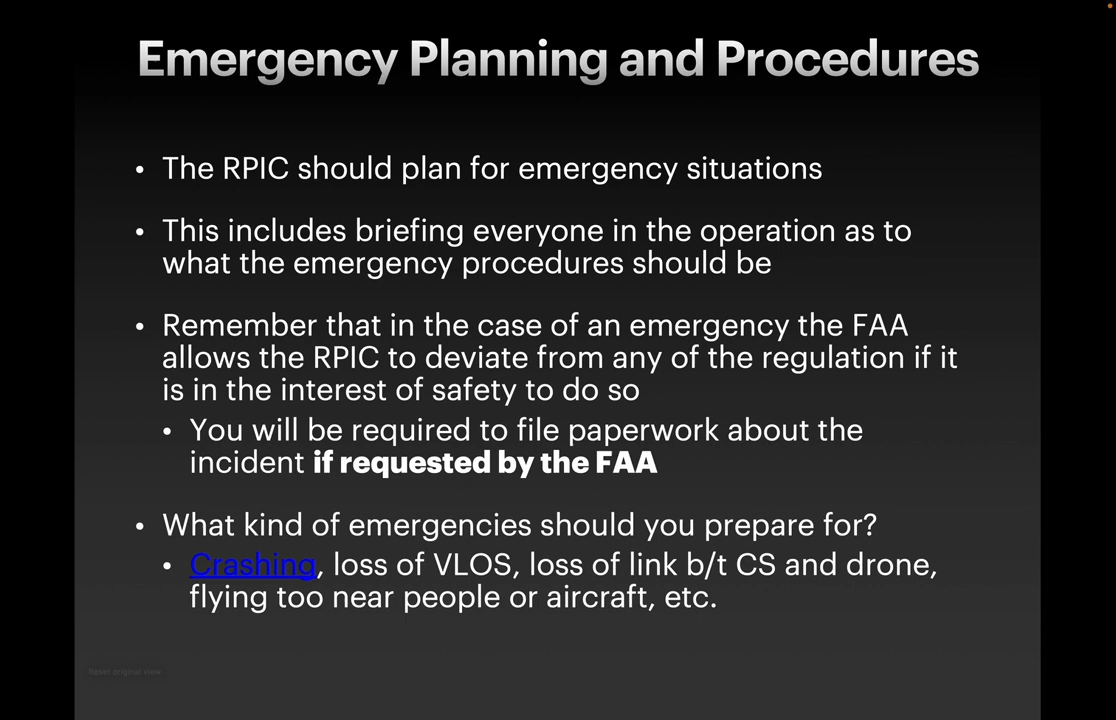 Emergency Planning and Procedures
• The RPIC should plan for emergency situations
• This includes briefing everyone in the operation as to
what the emergency procedures should be
• Remember that in the case of an emergency the FAA
allows the RPIC to deviate from any of the regulation if it
is in the interest of safety to do so
• You will be required to file paperwork about the
incident if requested by the FAA
• What kind of emergencies should you prepare for?
• Crashing, loss of VLOS, loss of link b/t CS and drone,
flying too near people or aircraft, etc.
Reset original view